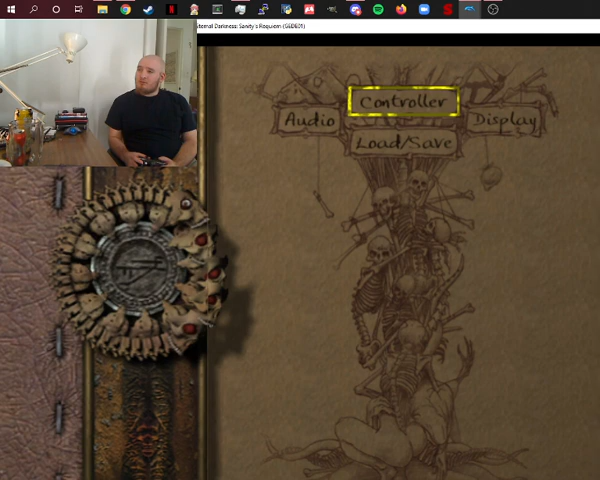 Eternal Darkness: Sanity's Requiem (GEDE01)
Controller
Audio
Display
Load/Save